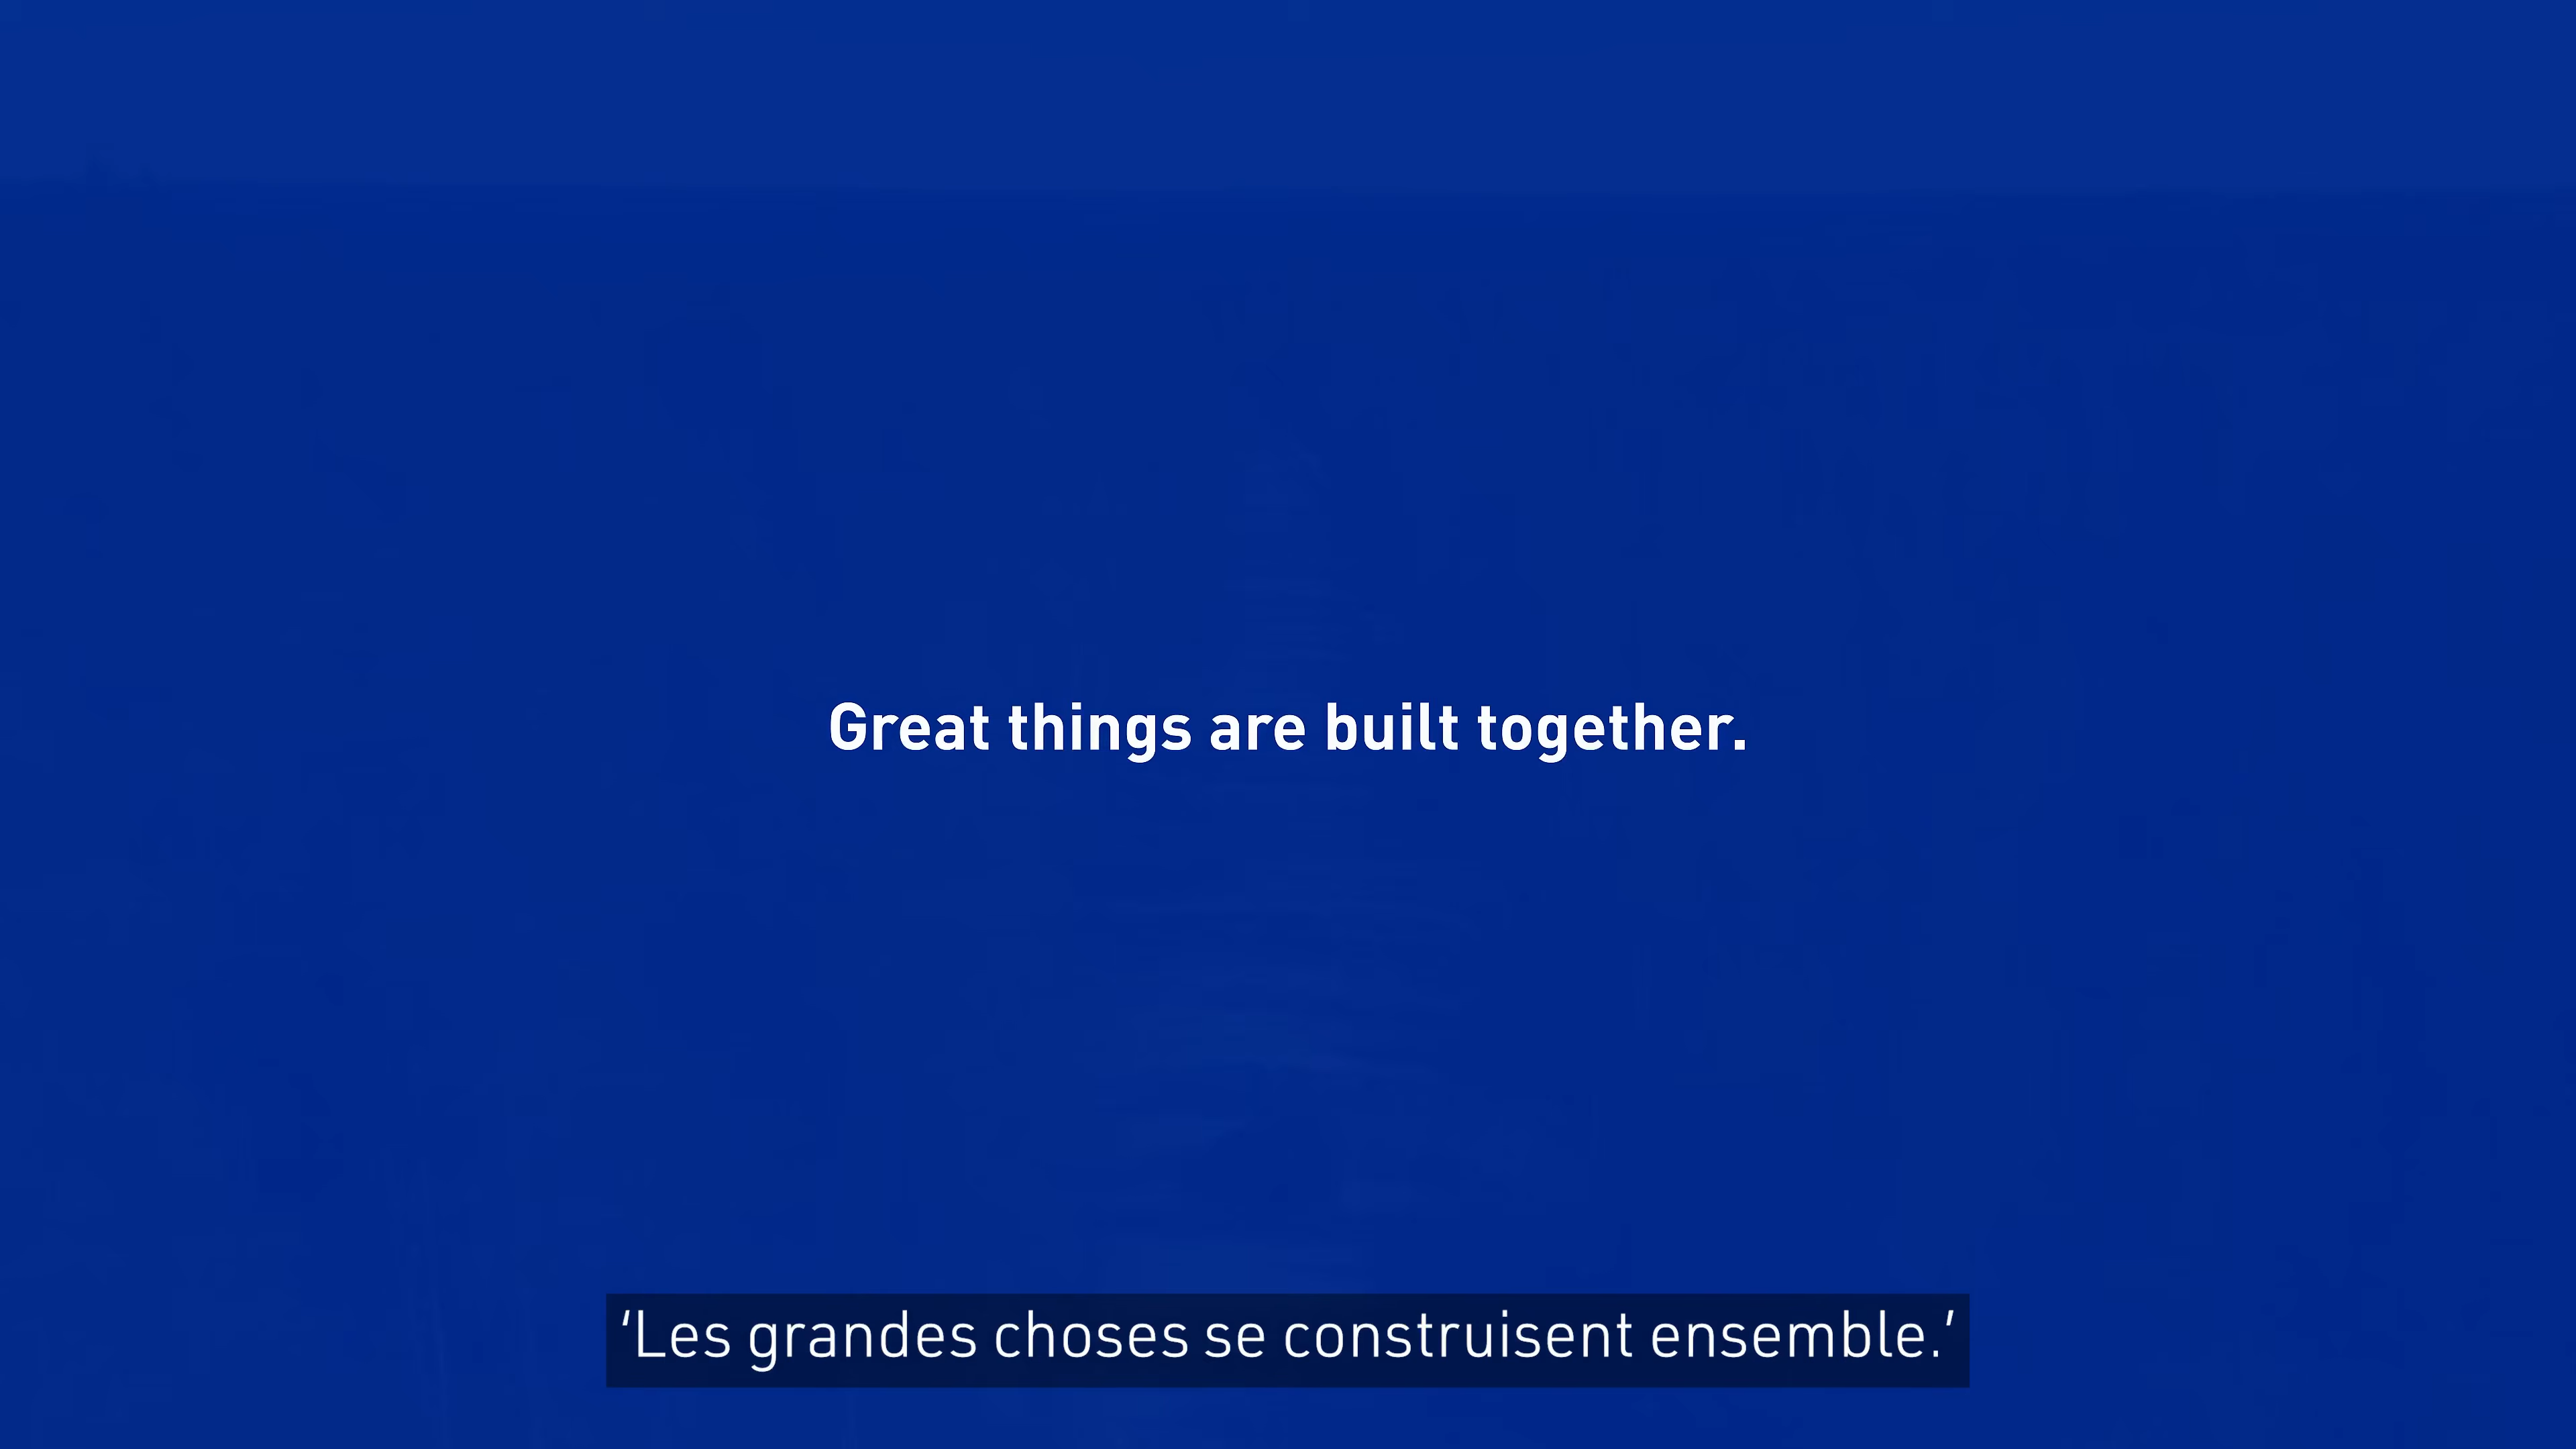 Great things are built together.
‘Les grandes choses se construisent ensemble.’